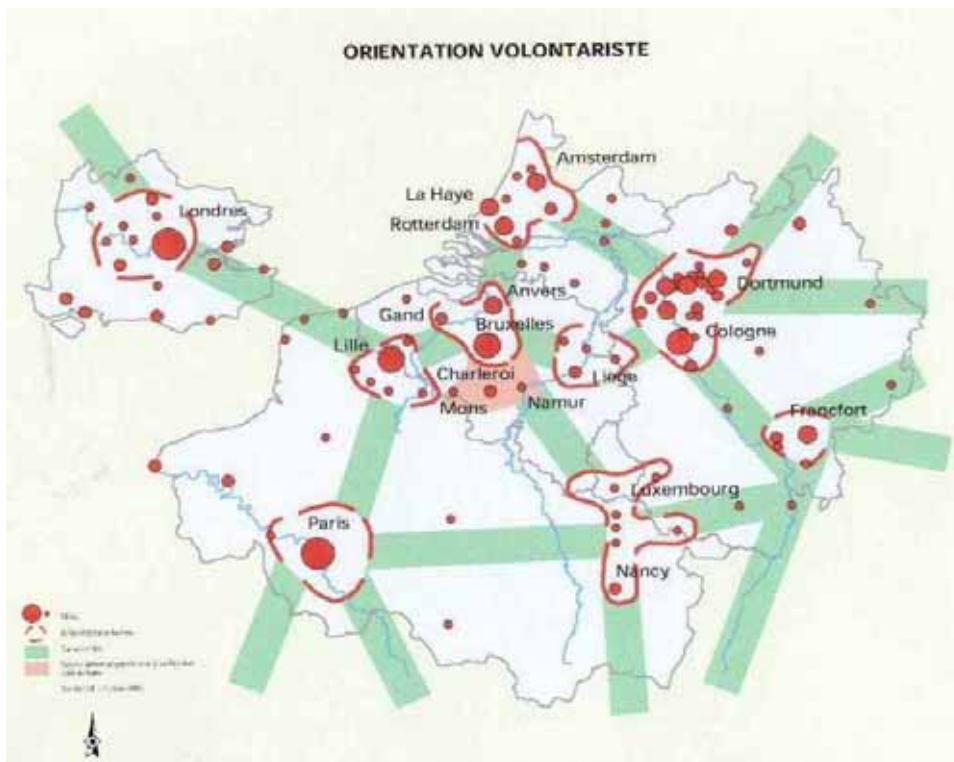 ORIENTATION VOLONTARISTE
Amsterdam
La Haye
Rotterdam
Londres
Dortmund
Anvers
Gand
Bruxelles
Cologne
Lille
Charleroi
Liège
Mons
Namur
Francfort
Luxembourg
Paris
Nancy